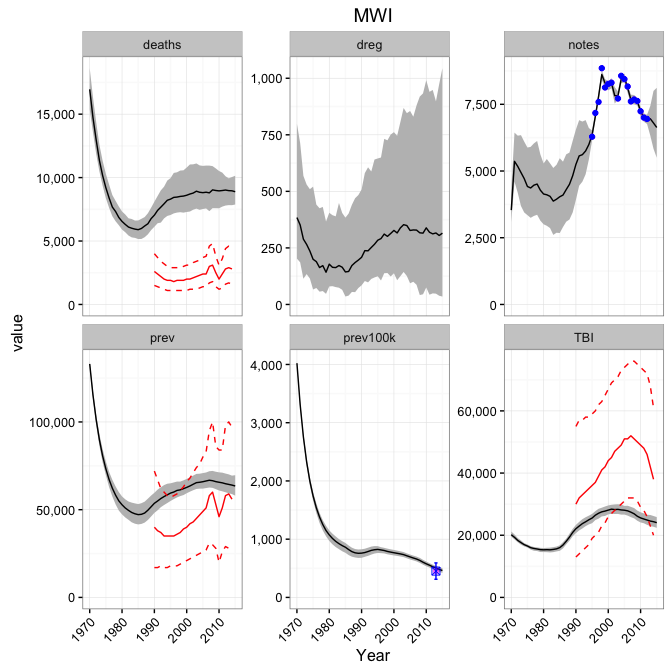 MWI
deaths dreg notes
15,000 10,000 5,000 0
1,000 750 500 250 0
7,500 5,000 2,500 0
value
prev prev100k TBI
100,000 50,000 0
4,000 3,000 2,000 1,000 0
60,000 40,000 20,000 0
1970 1980 1990 2000 2010 1970 1980 1990 2000 2010 1970 1980 1990 2000 2010
Year